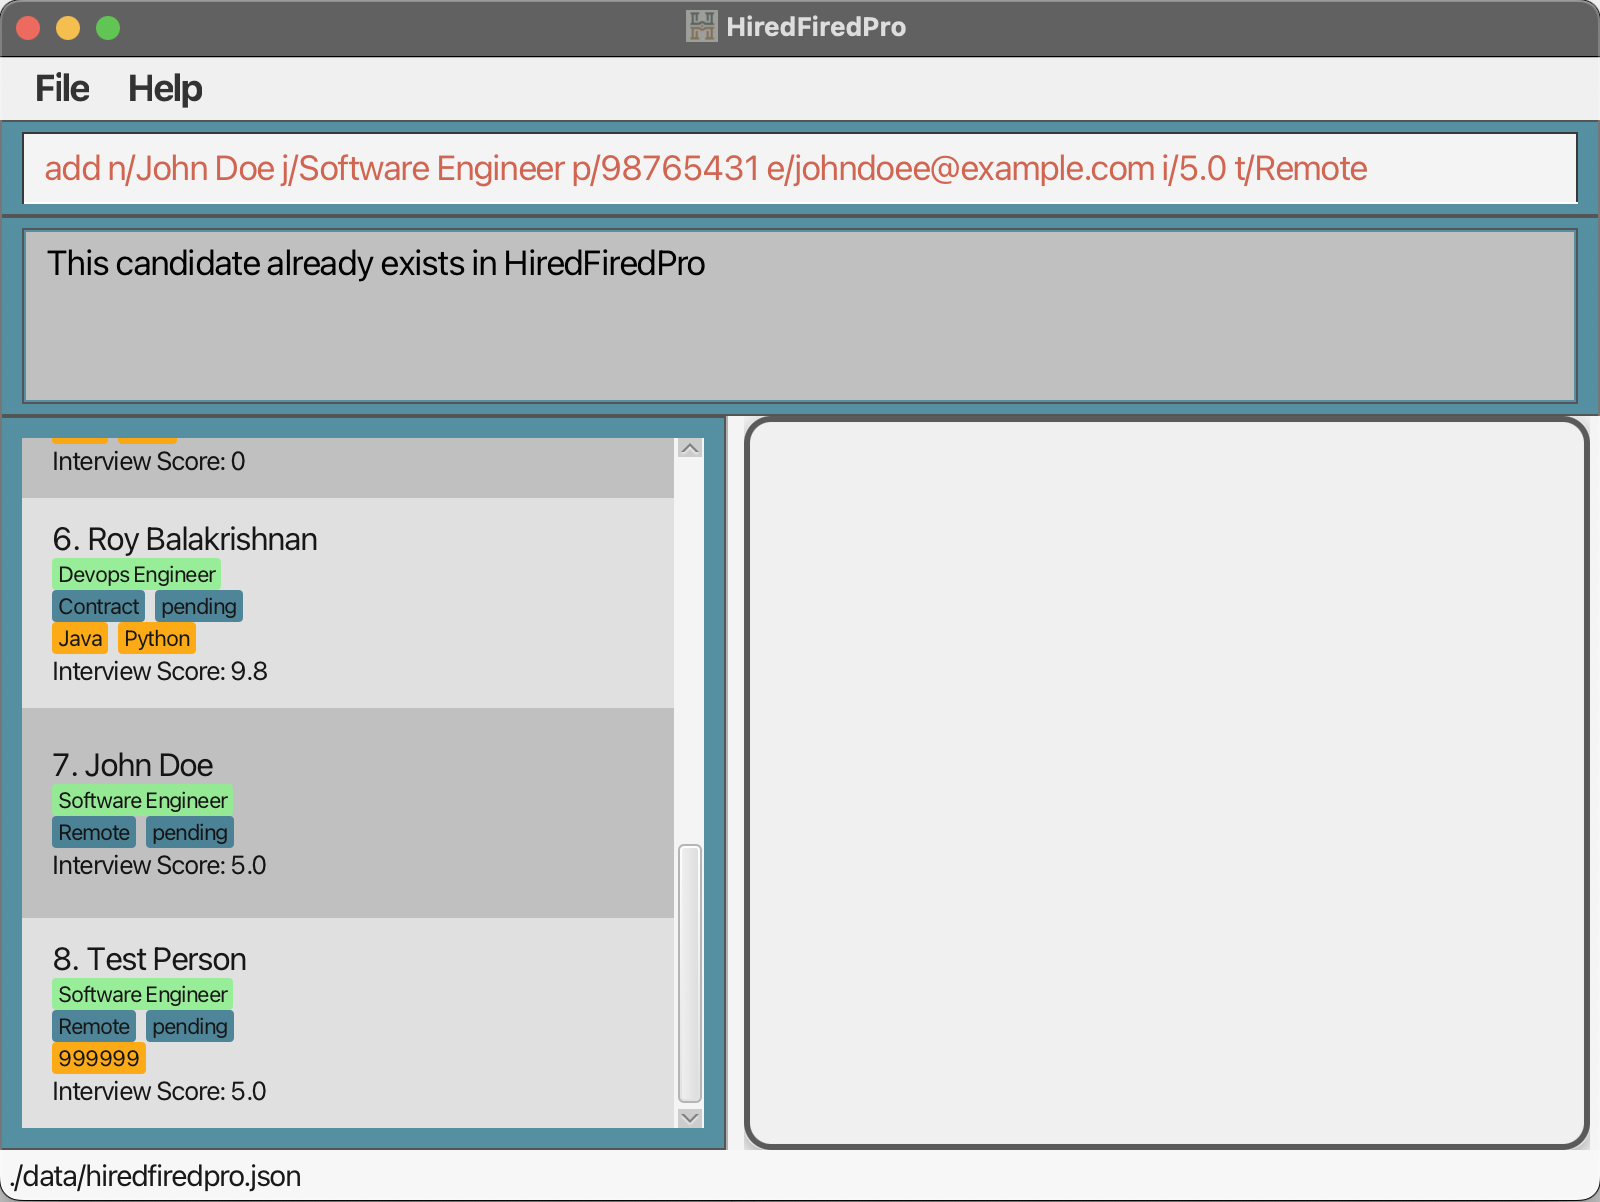 HiredFiredPro
File Help
add n/John Doe j/Software Engineer p/98765431 e/johndoee@example.com i/5.0 t/Remote
This candidate already exists in HiredFiredPro
Interview Score: 0
6. Roy Balakrishnan
Devops Engineer
Contract pending
Java Python
Interview Score: 9.8
7. John Doe
Software Engineer
Remote pending
Interview Score: 5.0
8. Test Person
Software Engineer
Remote pending
999999
Interview Score: 5.0
./data/hiredfiredpro.json